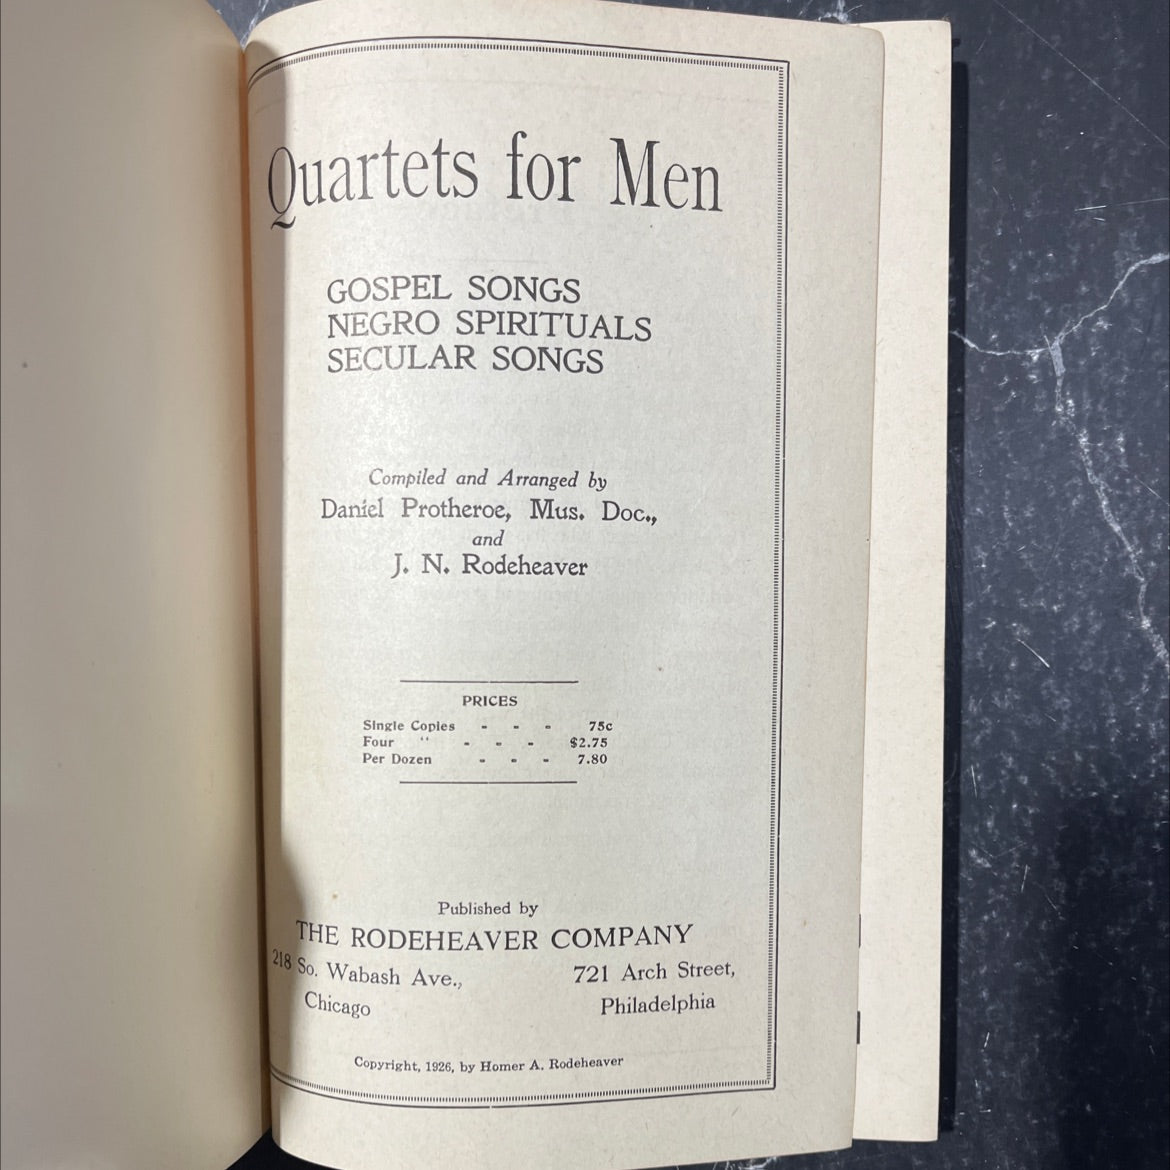 Quartets for Men
GOSPEL SONGS
NEGRO SPIRITUALS
SECULAR SONGS
Compiled and Arranged by
Daniel Protheroe, Mus. Doc.,
and
J. N. Rodeheaver
PRICES
Single Copies - - - 75c
Four " - - - $2.75
Per Dozen - - - 7.80
Published by
THE RODEHEAVER COMPANY
218 So. Wabash Ave., 721 Arch Street,
Chicago Philadelphia
Copyright, 1926, by Homer A. Rodeheaver